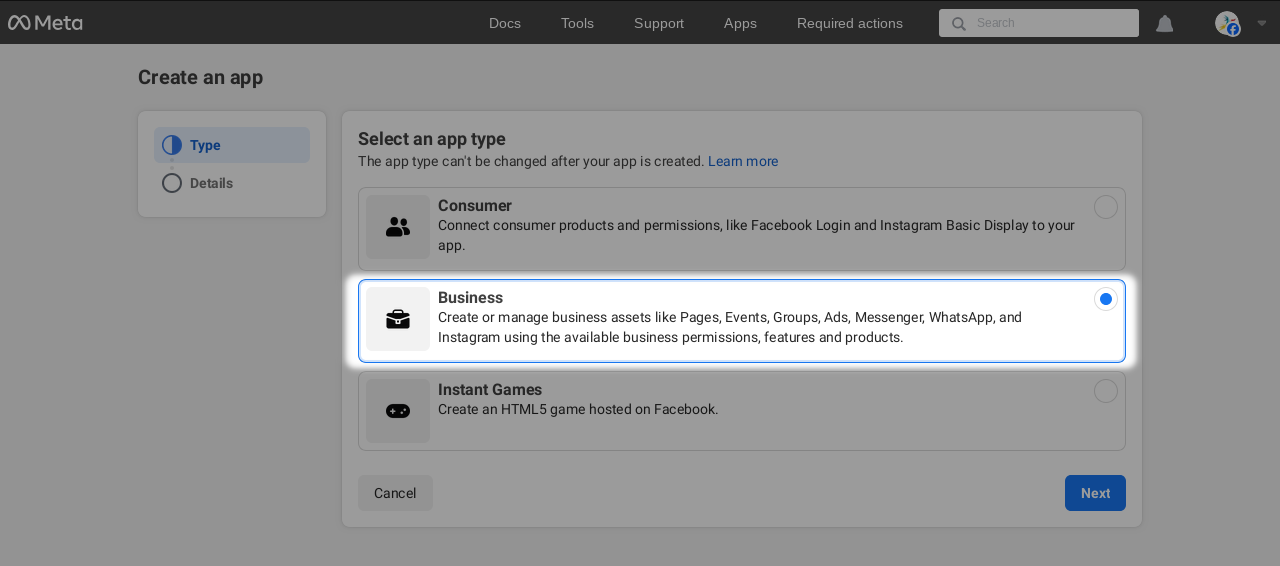 Meta
Docs
Tools
Support
Apps
Required actions
Search
Create an app
Type
Details
Select an app type
The app type can't be changed after your app is created. Learn more
Consumer
Connect consumer products and permissions, like Facebook Login and Instagram Basic Display to your
app.
Business
Create or manage business assets like Pages, Events, Groups, Ads, Messenger, WhatsApp, and
Instagram using the available business permissions, features and products.
Instant Games
Create an HTML5 game hosted on Facebook.
Cancel
Next